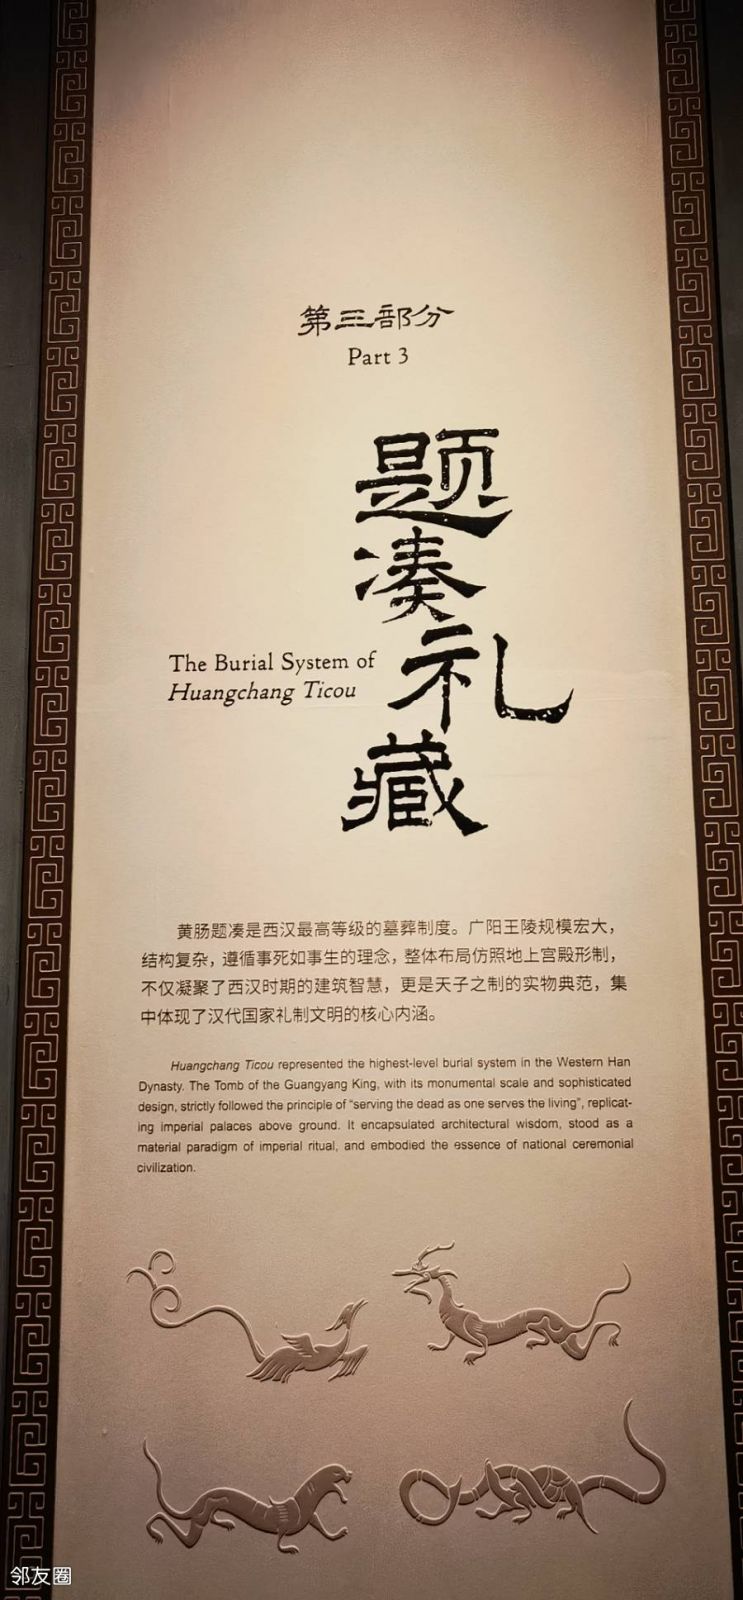 第三部分
Part 3
题凑礼藏
The Burial System of
Huangchang Ticou
黄肠题凑是西汉最高等级的墓葬制度。广阳王陵规模宏大，
结构复杂，遵循事死如事生的理念，整体布局仿照地上宫殿形制，
不仅凝聚了西汉时期的建筑智慧，更是天子之制的实物典范，集
中体现了汉代国家礼制文明的核心内涵。
Huangchang Ticou represented the highest-level burial system in the Western Han
Dynasty. The Tomb of the Guangyang King, with its monumental scale and sophisticated
design, strictly followed the principle of “serving the dead as one serves the living”, replicat-
ing imperial palaces above ground. It encapsulated architectural wisdom, stood as a
material paradigm of imperial ritual, and embodied the essence of national ceremonial
civilization.
邻友圈